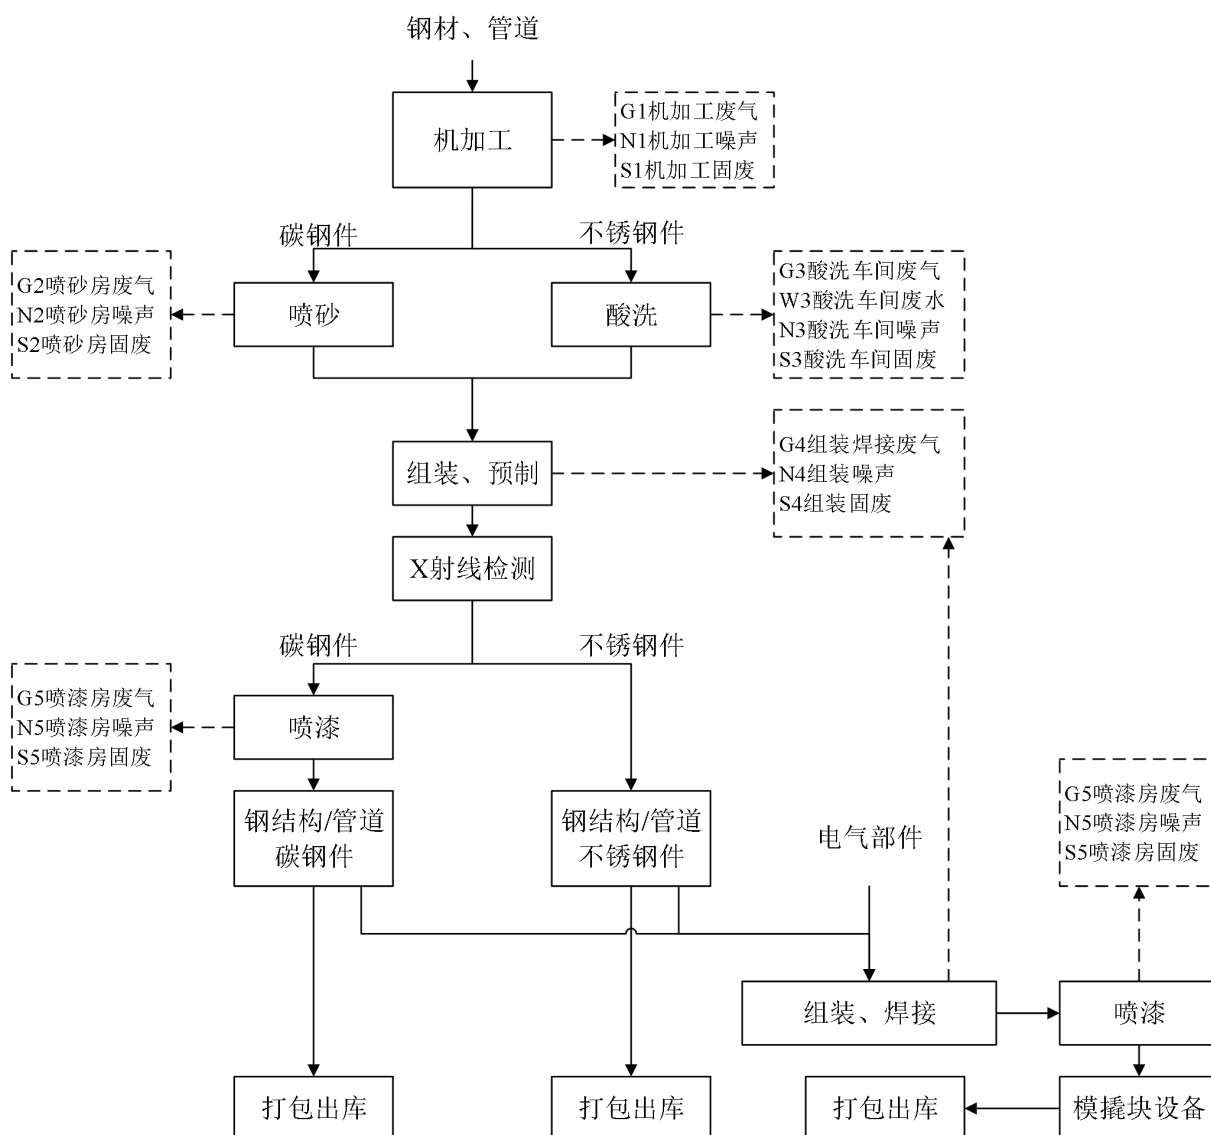 钢材、管道
机加工
G1机加工废气
N1机加工噪声
S1机加工固废
碳钢件
不锈钢件
G2喷砂房废气
N2喷砂房噪声
S2喷砂房固废
喷砂
酸洗
G3酸洗车间废气
W3酸洗车间废水
N3酸洗车间噪声
S3酸洗车间固废
组装、预制
G4组装焊接废气
N4组装噪声
S4组装固废
X射线检测
碳钢件
不锈钢件
G5喷漆房废气
N5喷漆房噪声
S5喷漆房固废
喷漆
钢结构/管道
碳钢件
钢结构/管道
不锈钢件
电气部件
G5喷漆房废气
N5喷漆房噪声
S5喷漆房固废
组装、焊接
喷漆
打包出库
打包出库
打包出库
模撬块设备